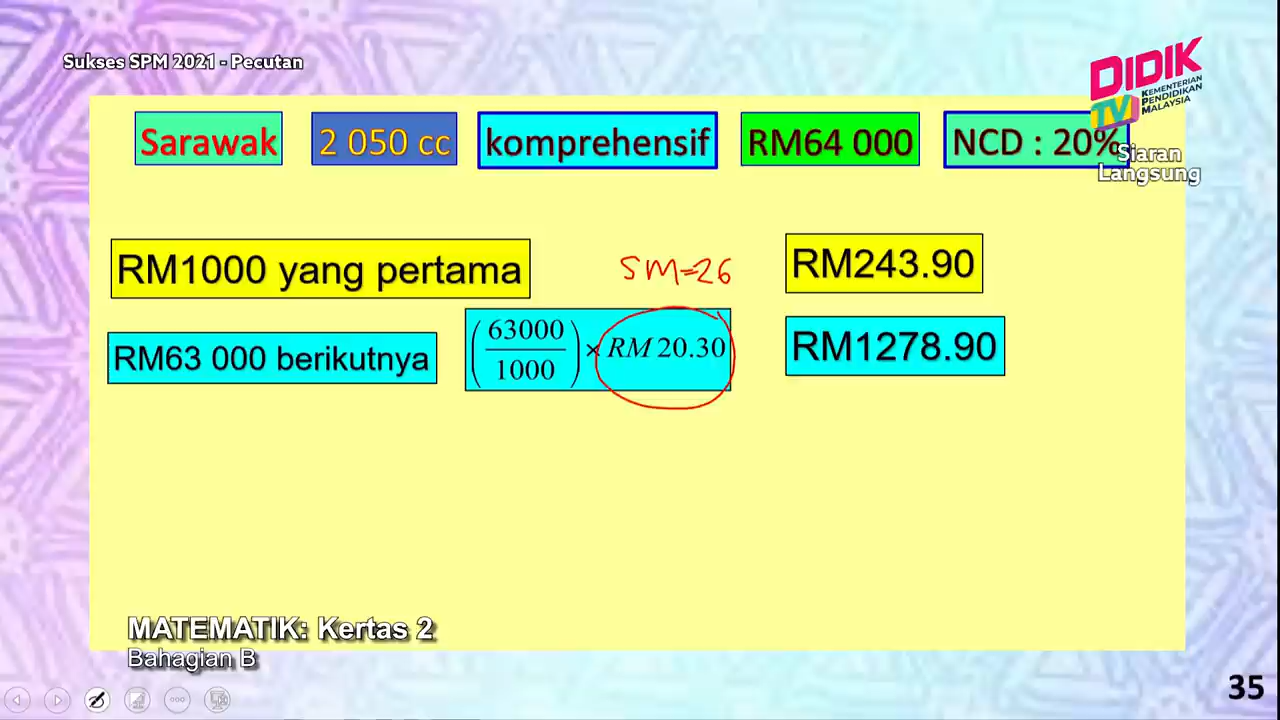 Sukses SPM 2021 - Pecutan
DIDIK
TV
KEMENTERIAN
PENDIDIKAN
MALAYSIA
Siaran
Langsung
Sarawak
2 050 cc
komprehensif
RM64 000
NCD : 20%
RM1000 yang pertama
SM=26
RM243.90
RM63 000 berikutnya
(63000/1000) × RM 20.30
RM1278.90
MATEMATIK: Kertas 2
Bahagian B
35